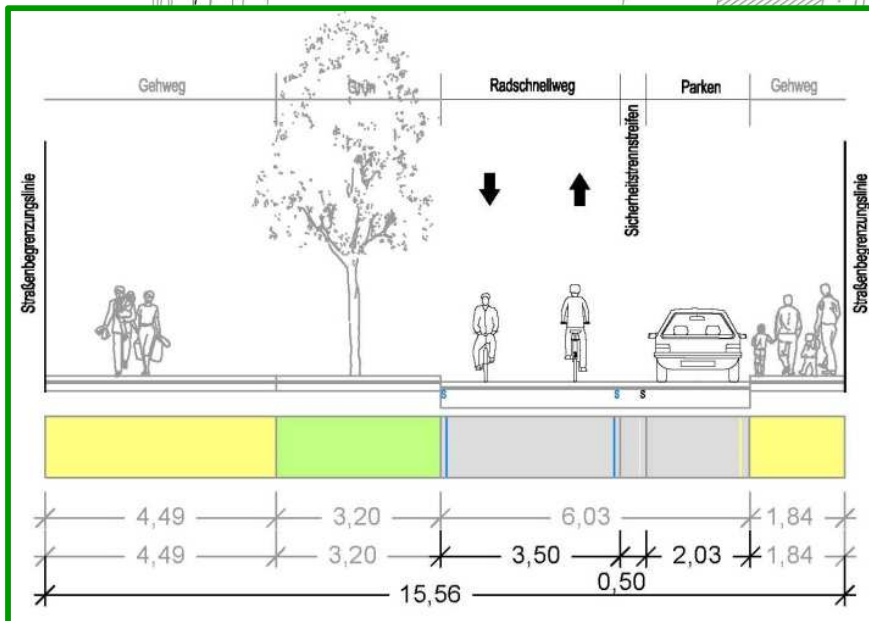 Gehweg Grün Radschnellweg Sicherheitstrennstreifen Parken Gehweg
Straßenbegrenzungslinie
Straßenbegrenzungslinie
S S S
4,49 3,20 6,03 1,84
4,49 3,20 3,50 0,50 2,03 1,84
15,56